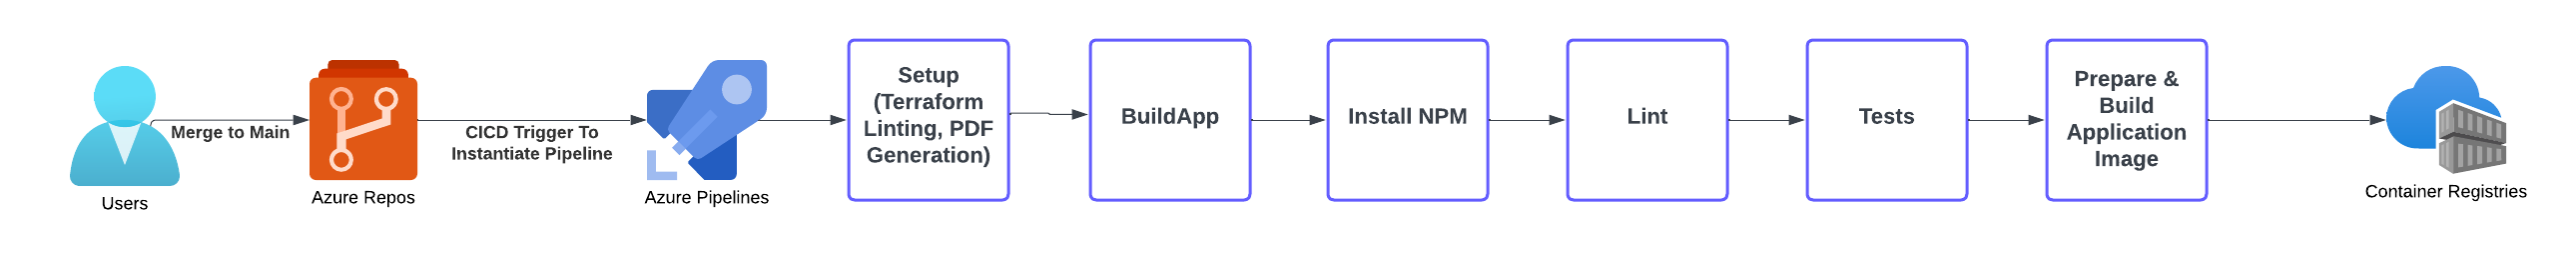 Users
Merge to Main
Azure Repos
CICD Trigger To
Instantiate Pipeline
Azure Pipelines
Setup
(Terraform
Linting, PDF
Generation)
BuildApp
Install NPM
Lint
Tests
Prepare &
Build
Application
Image
Container Registries